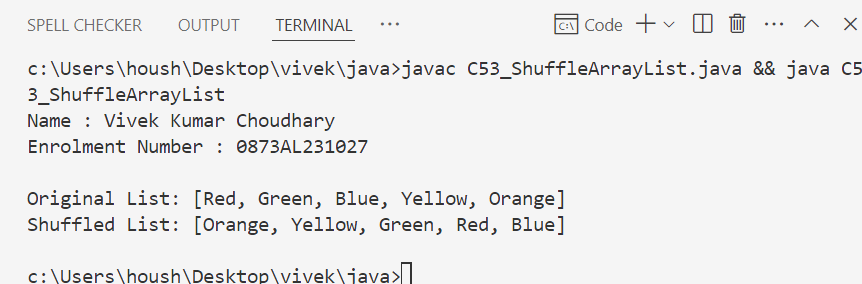 SPELL CHECKER OUTPUT TERMINAL ··· Code ···
c:\Users\housh\Desktop\vivek\java>javac C53_ShuffleArrayList.java && java C5
3_ShuffleArrayList
Name : Vivek Kumar Choudhary
Enrolment Number : 0873AL231027
Original List: [Red, Green, Blue, Yellow, Orange]
Shuffled List: [Orange, Yellow, Green, Red, Blue]
c:\Users\housh\Desktop\vivek\java>